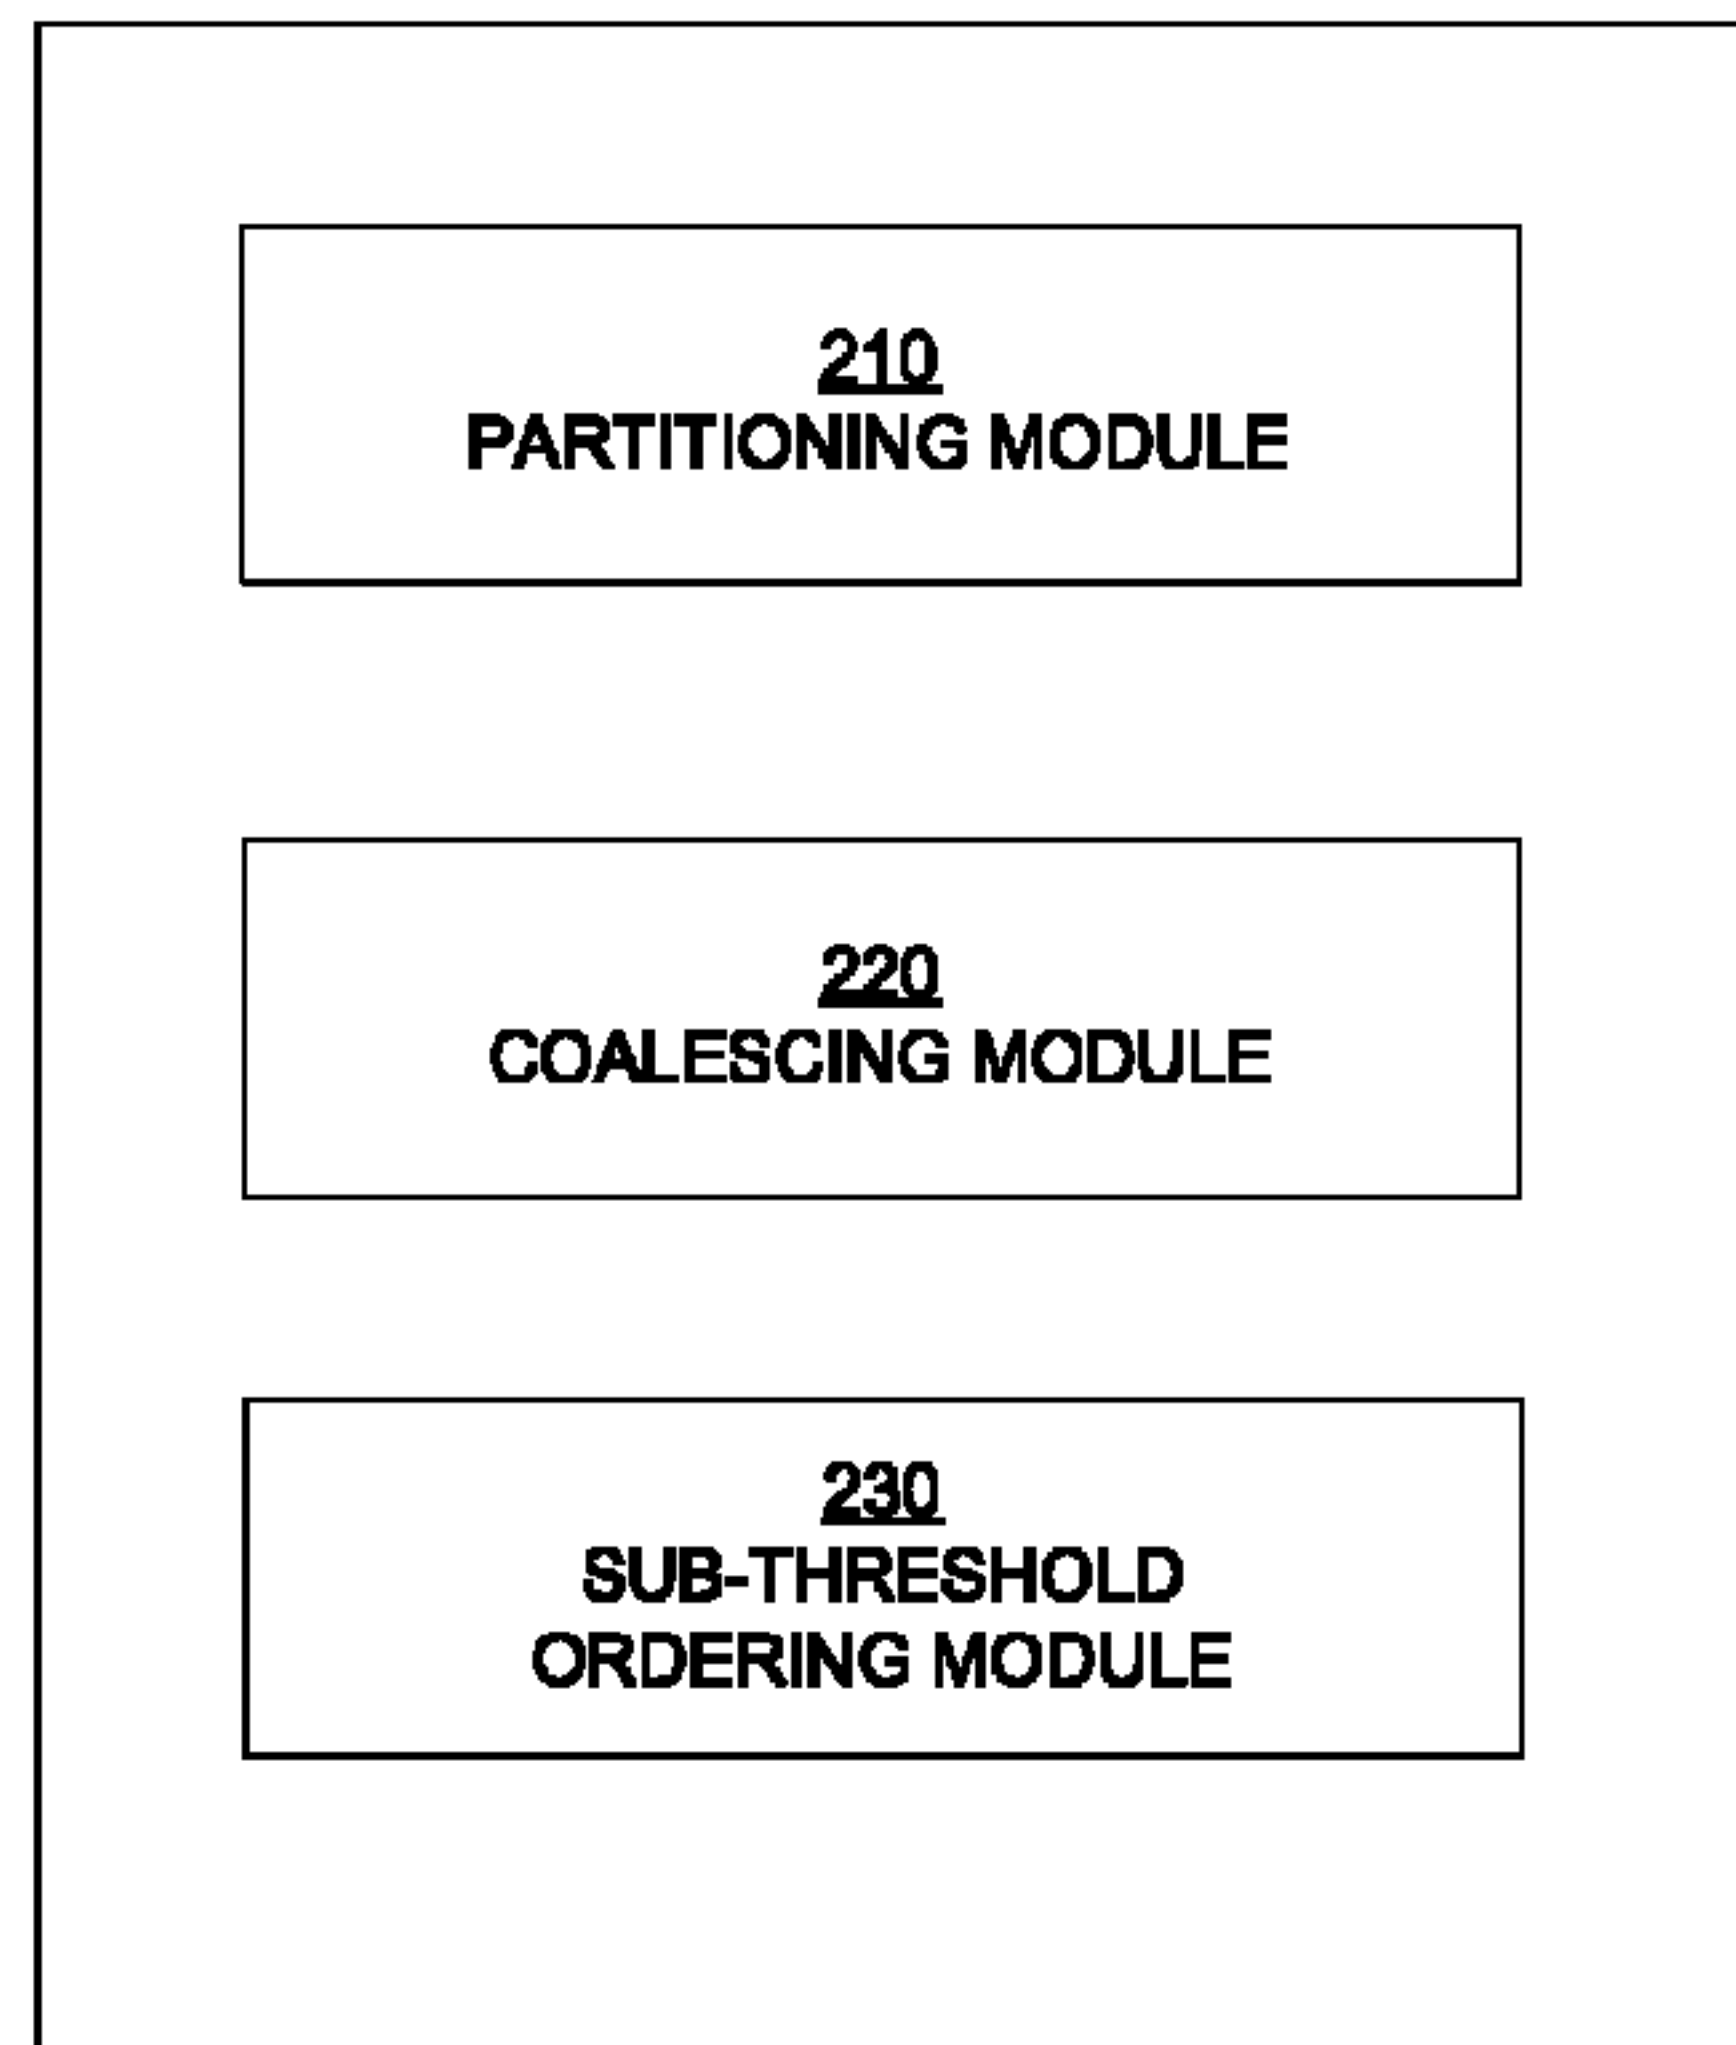 210
PARTITIONING MODULE
220
COALESCING MODULE
230
SUB-THRESHOLD
ORDERING MODULE